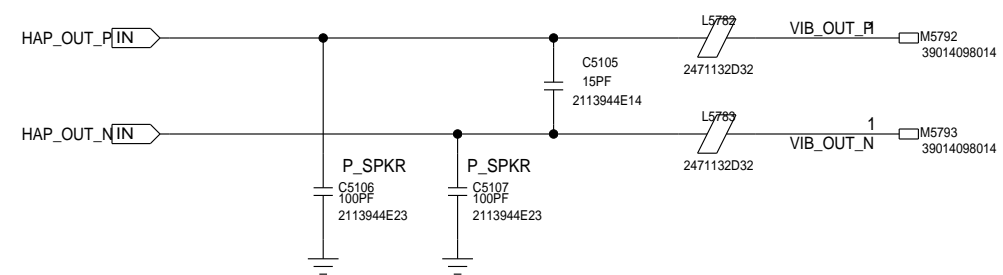 L5782
HAP_OUT_P IN
VIB_OUT_P
1
M5792
39014098014
C5105
15PF
2113944E14
2471132D32
HAP_OUT_N IN
L5783
1
VIB_OUT_N
M5793
39014098014
2471132D32
P_SPKR
C5106
100PF
2113944E23
P_SPKR
C5107
100PF
2113944E23